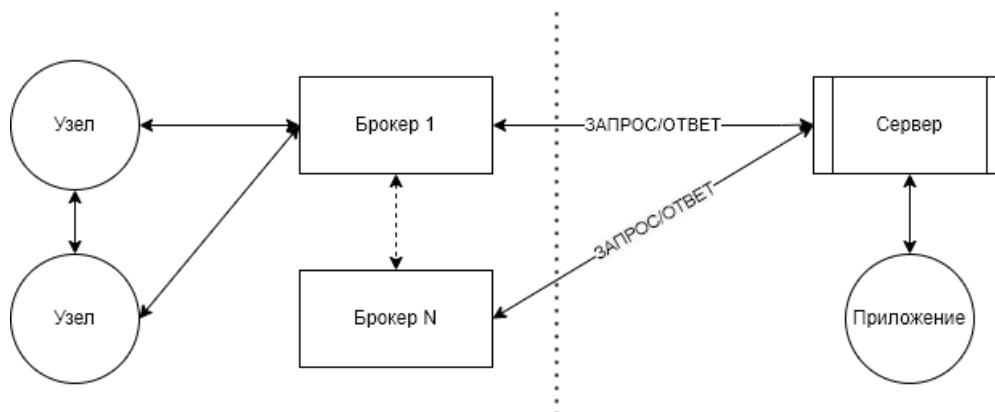 Узел
Брокер 1
ЗАПРОС/ОТВЕТ
Сервер
ЗАПРОС/ОТВЕТ
Узел
Брокер N
Приложение